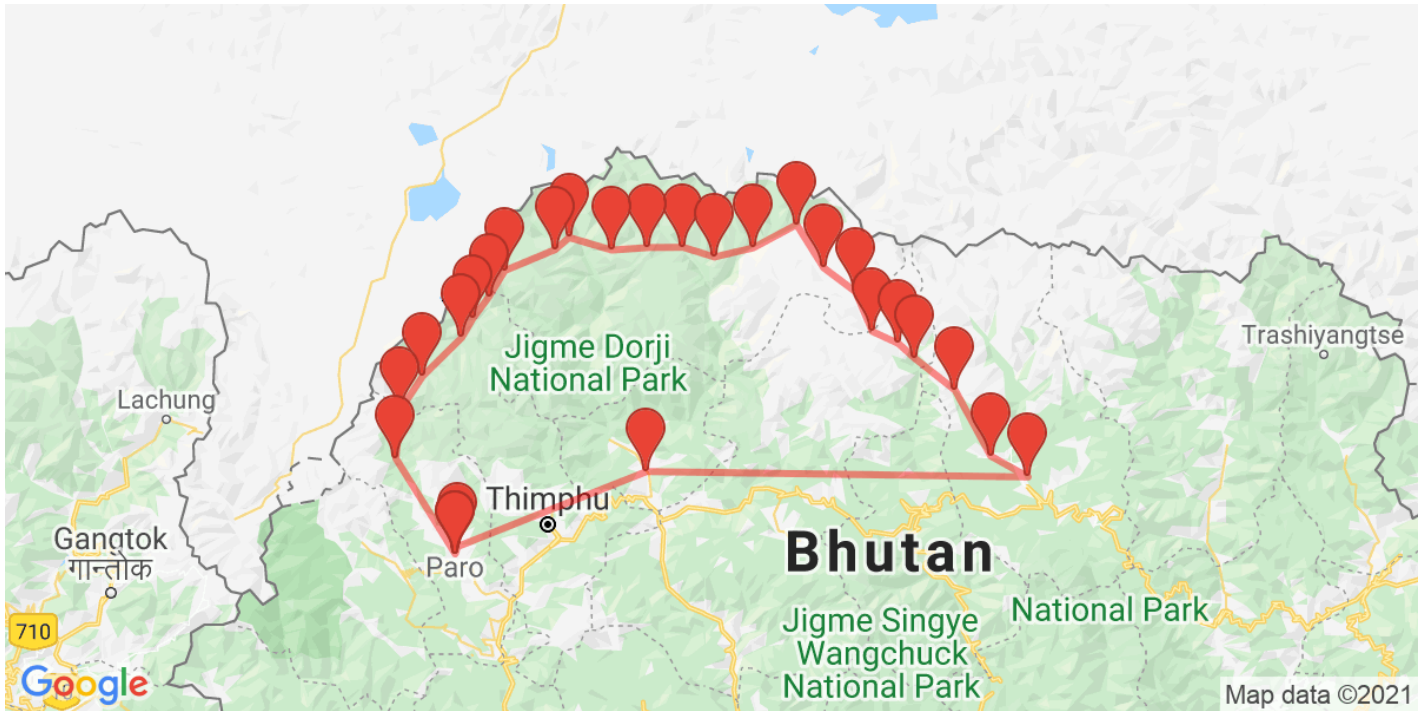 Jigme Dorji
National Park
Trashiyangtse
Lachung
Thimphu
Gangtok
गान्तोक
Paro
Bhutan
National Park
Jigme Singye
Wangchuck
National Park
710
Google
Map data ©2021